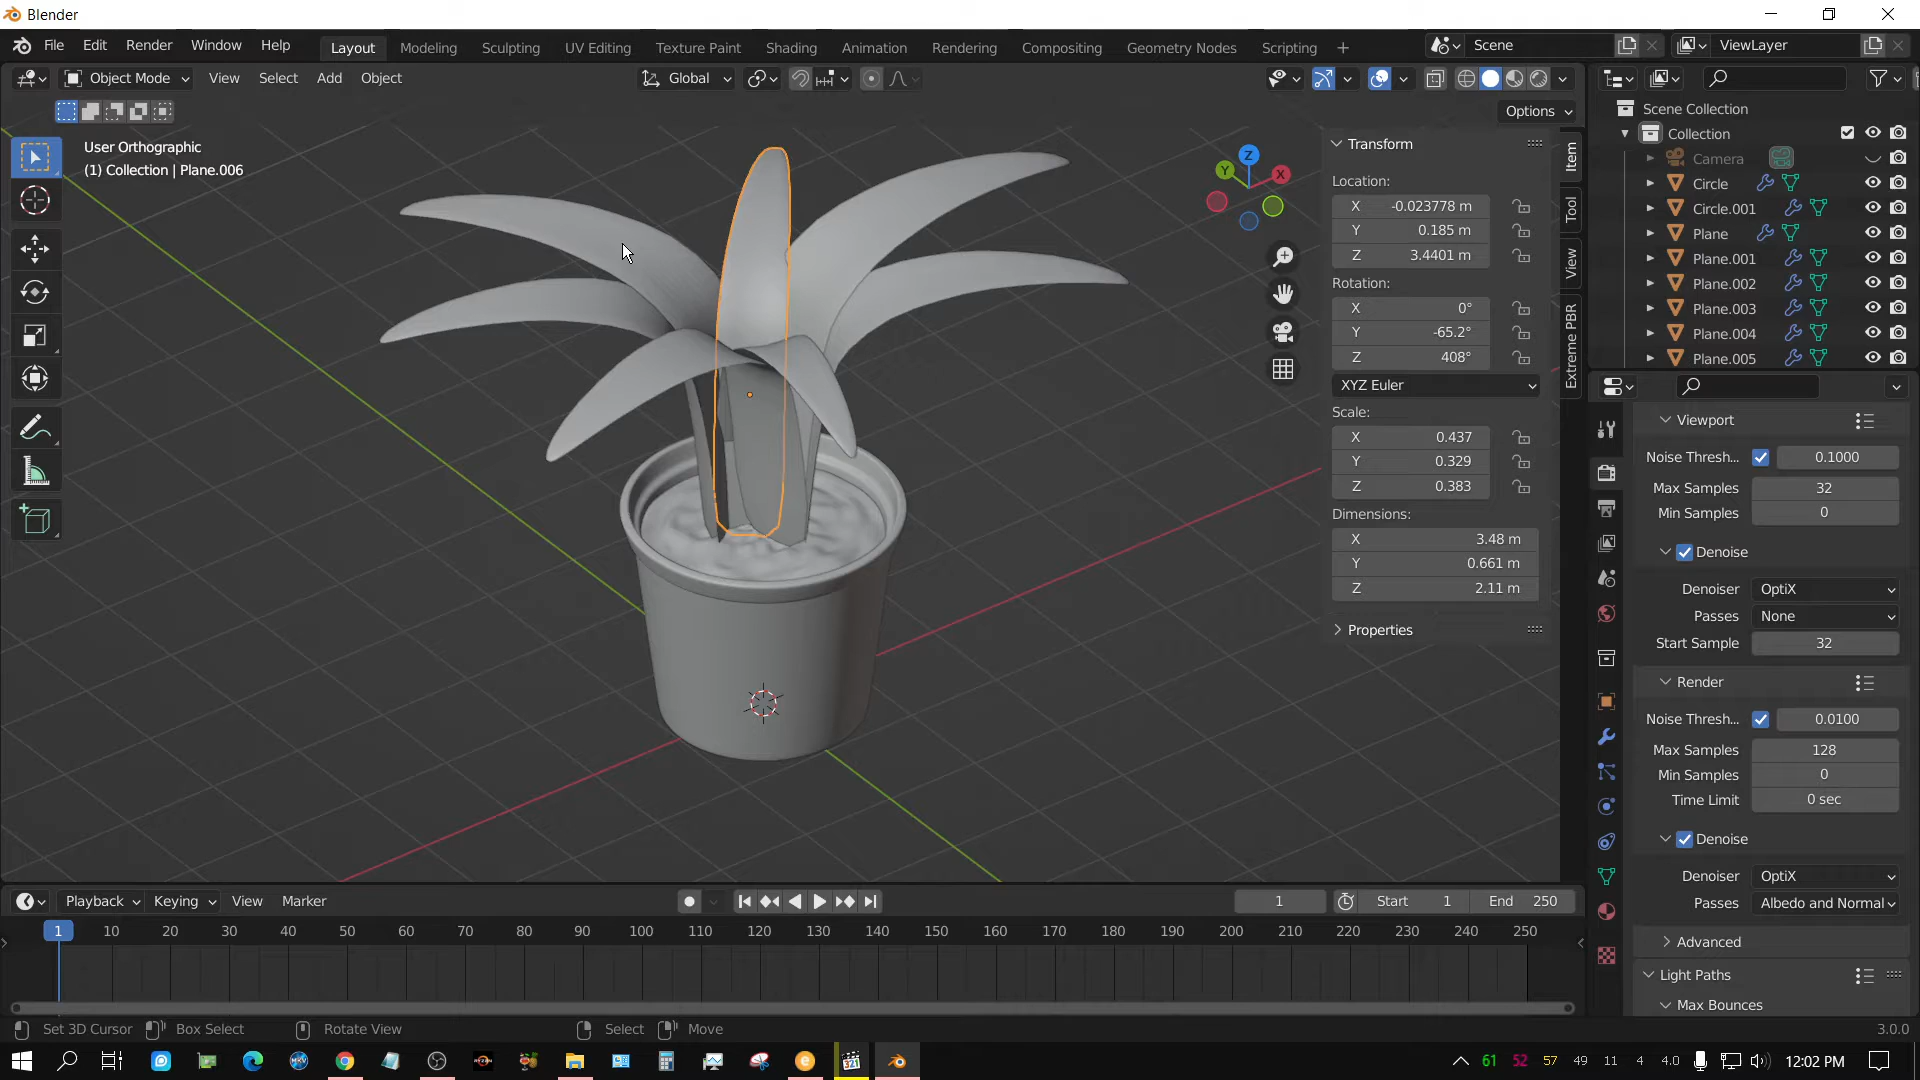 Blender
File Edit Render Window Help
Layout Modeling Sculpting UV Editing Texture Paint Shading Animation Rendering Compositing Geometry Nodes Scripting +
Scene
ViewLayer
Object Mode View Select Add Object
Global
Options
User Orthographic
(1) Collection | Plane.006
Z
Y
X
Transform
Location:
X -0.023778 m
Y 0.185 m
Z 3.4401 m
Rotation:
X 0°
Y -65.2°
Z 408°
XYZ Euler
Scale:
X 0.437
Y 0.329
Z 0.383
Dimensions:
X 3.48 m
Y 0.661 m
Z 2.11 m
Properties
Item
Tool
View
Extreme PBR
Scene Collection
Collection
Camera
Circle
Circle.001
Plane
Plane.001
Plane.002
Plane.003
Plane.004
Plane.005
Viewport
Noise Thresh... 0.1000
Max Samples 32
Min Samples 0
Denoise
Denoiser OptiX
Passes None
Start Sample 32
Render
Noise Thresh... 0.0100
Max Samples 128
Min Samples 0
Time Limit 0 sec
Denoise
Denoiser OptiX
Passes Albedo and Normal
Advanced
Light Paths
Max Bounces
Playback Keying View Marker
1
Start 1
End 250
1 10 20 30 40 50 60 70 80 90 100 110 120 130 140 150 160 170 180 190 200 210 220 230 240 250
Set 3D Cursor Box Select Rotate View Select Move
3.0.0
61 52 57 49 11 4 4.0 12:02 PM